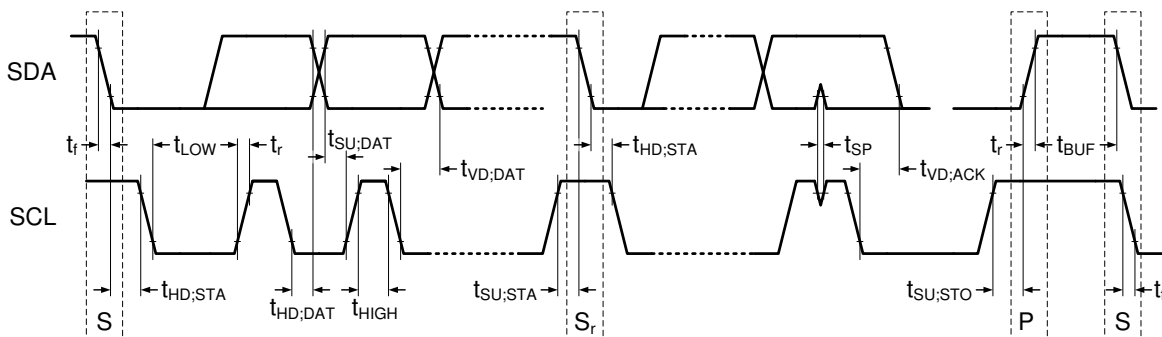 SDA
t_f
t_LOW
t_r
t_SU;DAT
t_VD;DAT
t_HD;STA
t_SP
t_VD;ACK
t_r
t_BUF
SCL
t_HD;STA
t_HD;DAT
t_HIGH
t_SU;STA
t_SU;STO
S
S_r
P
S